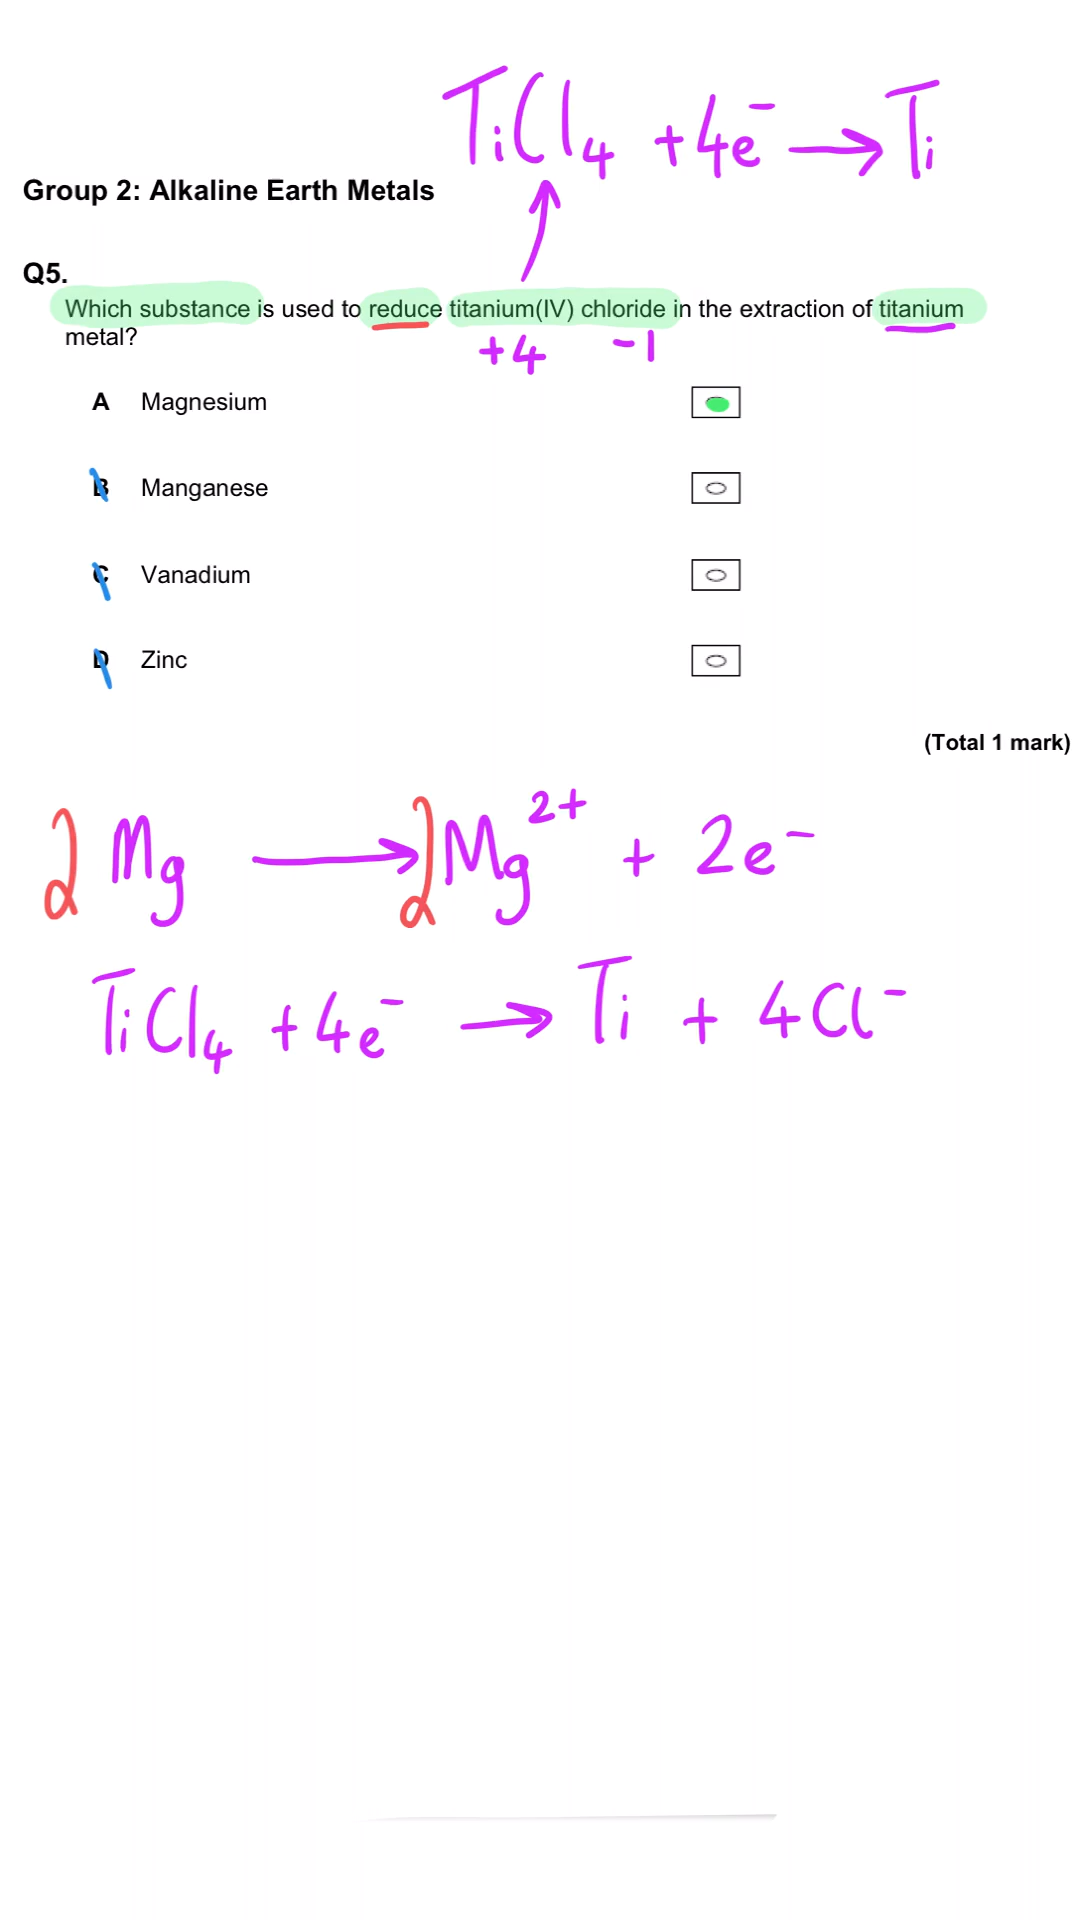 TiCl₄ + 4e⁻ → Ti
Group 2: Alkaline Earth Metals
Q5.
Which substance is used to reduce titanium(IV) chloride in the extraction of titanium
metal?
+4 -1
A Magnesium
B Manganese
C Vanadium
D Zinc
(Total 1 mark)
2Mg → 2Mg²⁺ + 2e⁻
TiCl₄ + 4e⁻ → Ti + 4Cl⁻